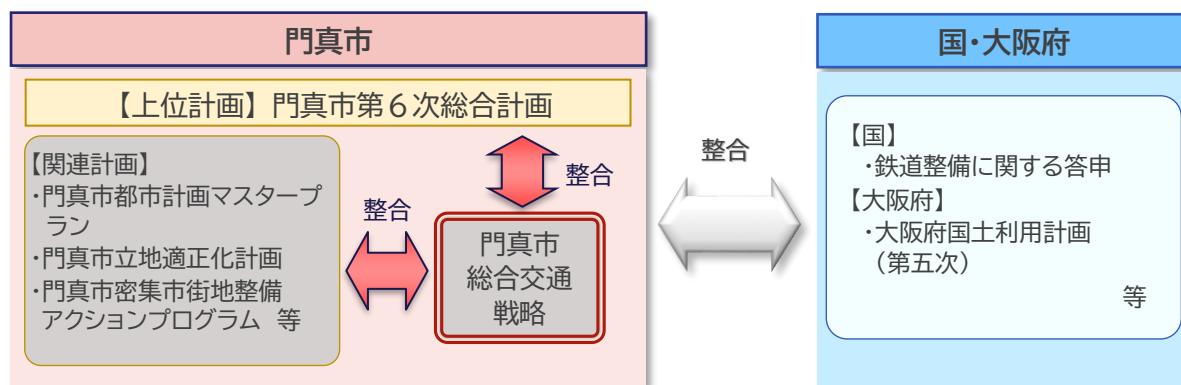 門真市
【上位計画】門真市第6次総合計画
【関連計画】
・門真市都市計画マスタープ
ラン
・門真市立地適正化計画
・門真市密集市街地整備
アクションプログラム 等
整合
整合
門真市
総合交通
戦略
整合
国・大阪府
【国】
・鉄道整備に関する答申
【大阪府】
・大阪府国土利用計画
（第五次）
等